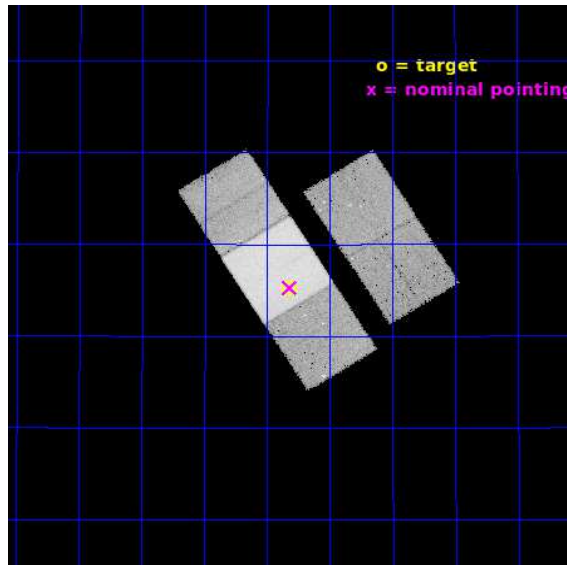 o = target
x = nominal pointing